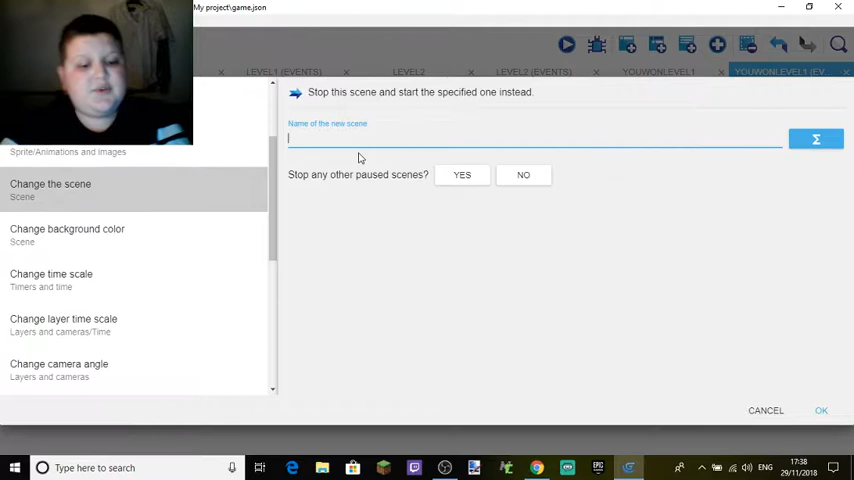 My project\game.json
LEVEL1 (EVENTS)
LEVEL2
LEVEL2 (EVENTS)
YOUWONLEVEL1
YOUWONLEVEL1 (EV...
Stop this scene and start the specified one instead.
Name of the new scene
Σ
Stop any other paused scenes?
YES
NO
Sprite/Animations and images
Change the scene
Scene
Change background color
Scene
Change time scale
Timers and time
Change layer time scale
Layers and cameras/Time
Change camera angle
Layers and cameras
CANCEL
OK
Type here to search
EPIC
ENG
17:38
29/11/2018